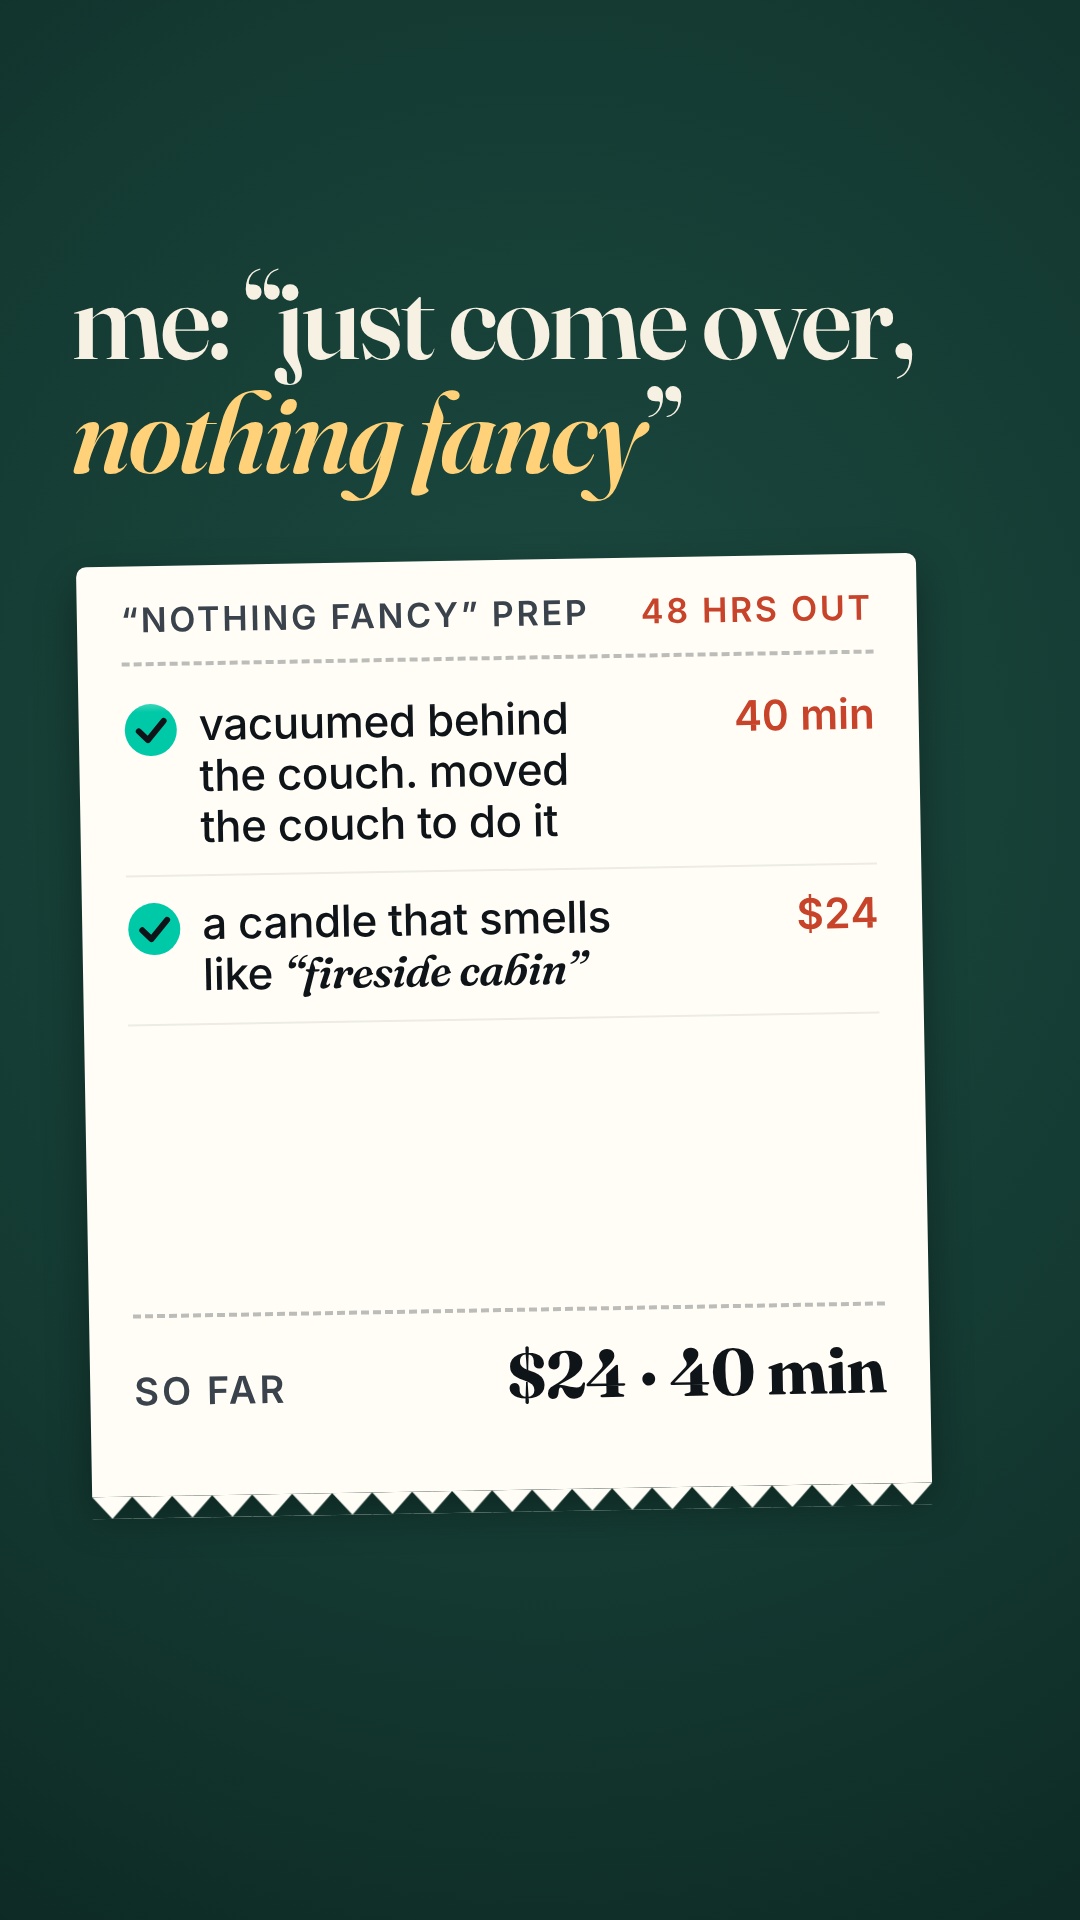 me: “just come over,
nothing fancy”
“NOTHING FANCY” PREP 48 HRS OUT
vacuumed behind 40 min
the couch. moved
the couch to do it
a candle that smells $24
like “fireside cabin”
SO FAR $24 · 40 min